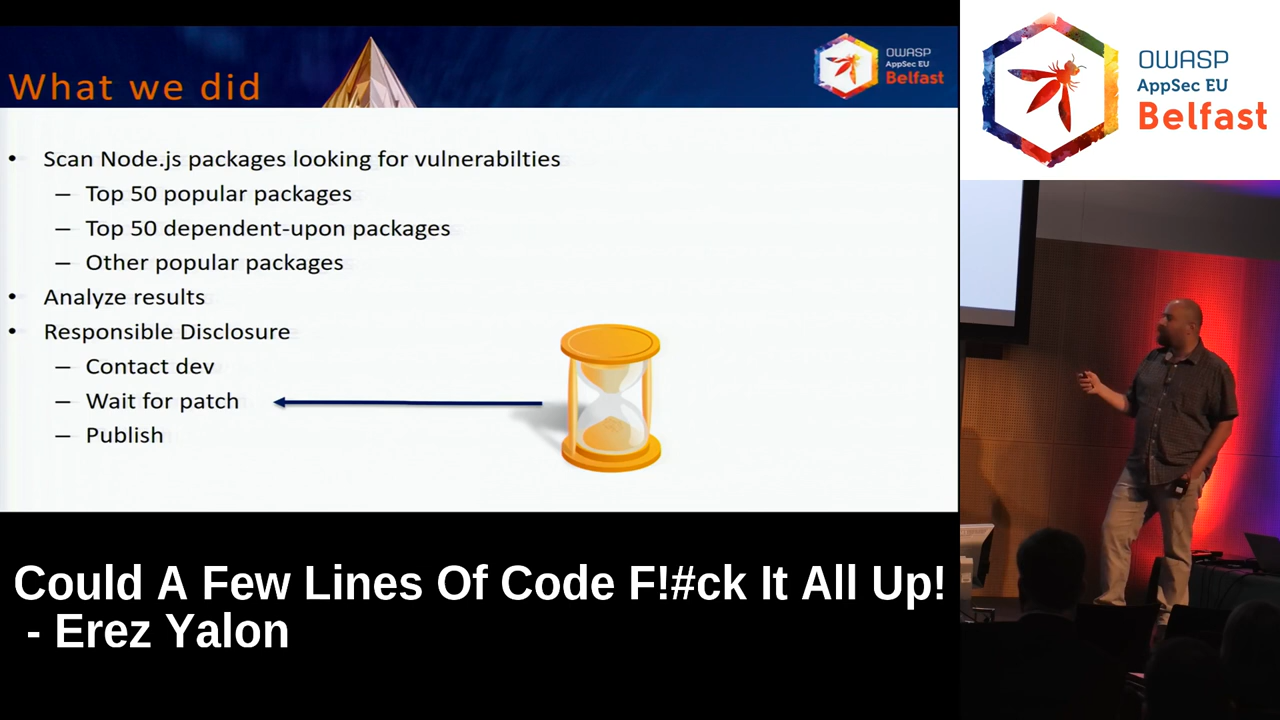 What we did
OWASP
AppSec EU
Belfast
• Scan Node.js packages looking for vulnerabilties
– Top 50 popular packages
– Top 50 dependent-upon packages
– Other popular packages
• Analyze results
• Responsible Disclosure
– Contact dev
– Wait for patch
– Publish
Could A Few Lines Of Code F!#ck It All Up!
- Erez Yalon
OWASP
AppSec EU
Belfast